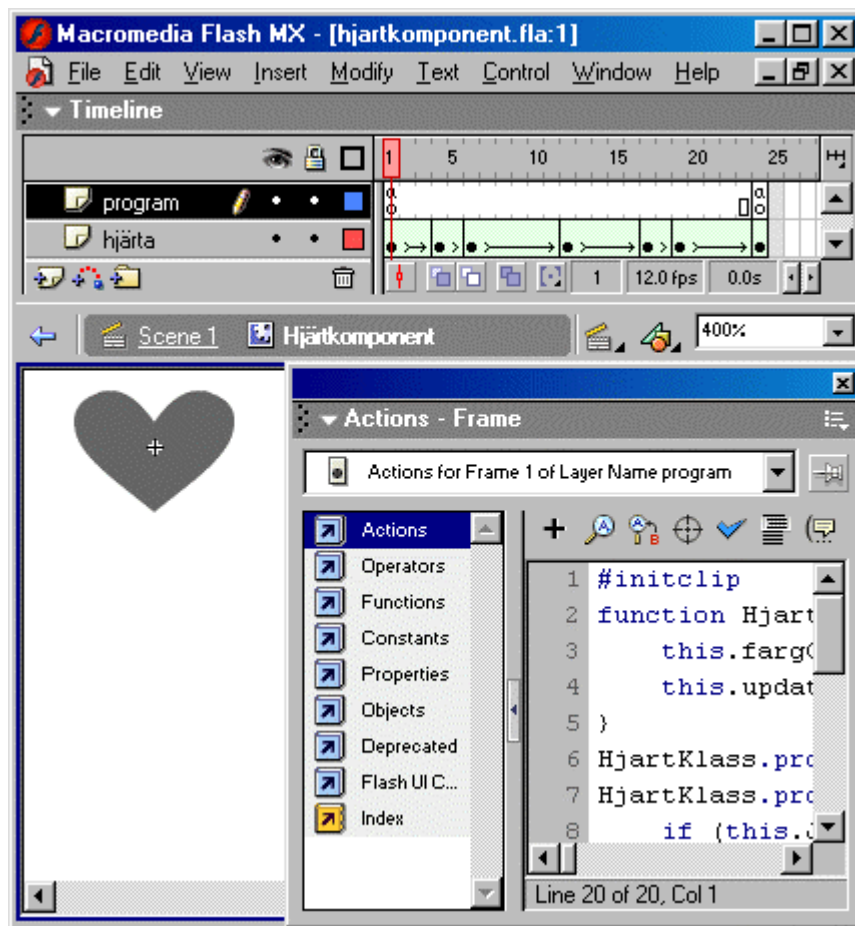 Macromedia Flash MX - [hjartkomponent.fla:1]
File Edit View Insert Modify Text Control Window Help
Timeline
1 5 10 15 20 25
program
a a
hjärta
1 12.0 fps 0.0s
Scene 1 Hjärtkomponent 400%
Actions - Frame
Actions for Frame 1 of Layer Name program
Actions
Operators
Functions
Constants
Properties
Objects
Deprecated
Flash UI C...
Index
1 #initclip
2 function Hjart
3 this.farg
4 this.updat
5 }
6 HjartKlass.pro
7 HjartKlass.pro
8 if (this.
Line 20 of 20, Col 1